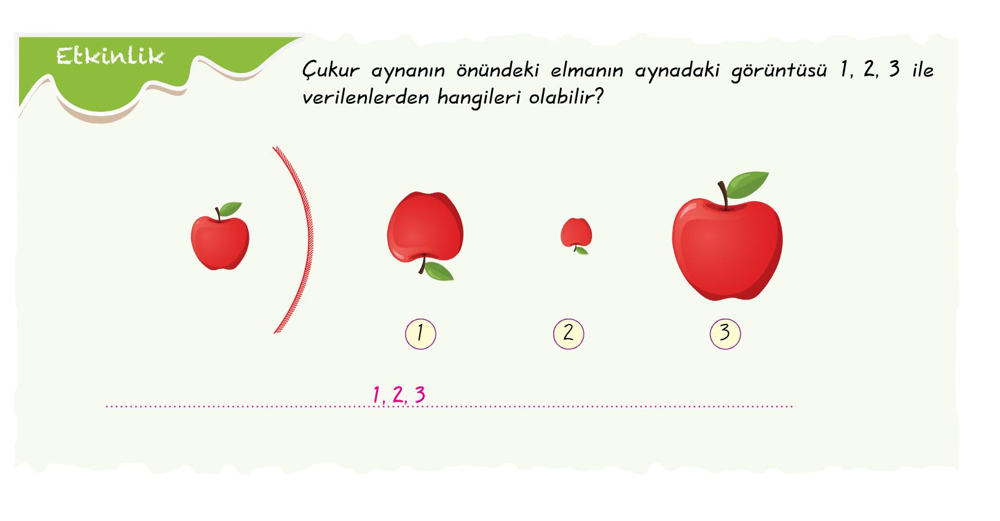 Etkinlik
Çukur aynanın önündeki elmanın aynadaki görüntüsü 1, 2, 3 ile
verilenlerden hangileri olabilir?
1 2 3
1, 2, 3